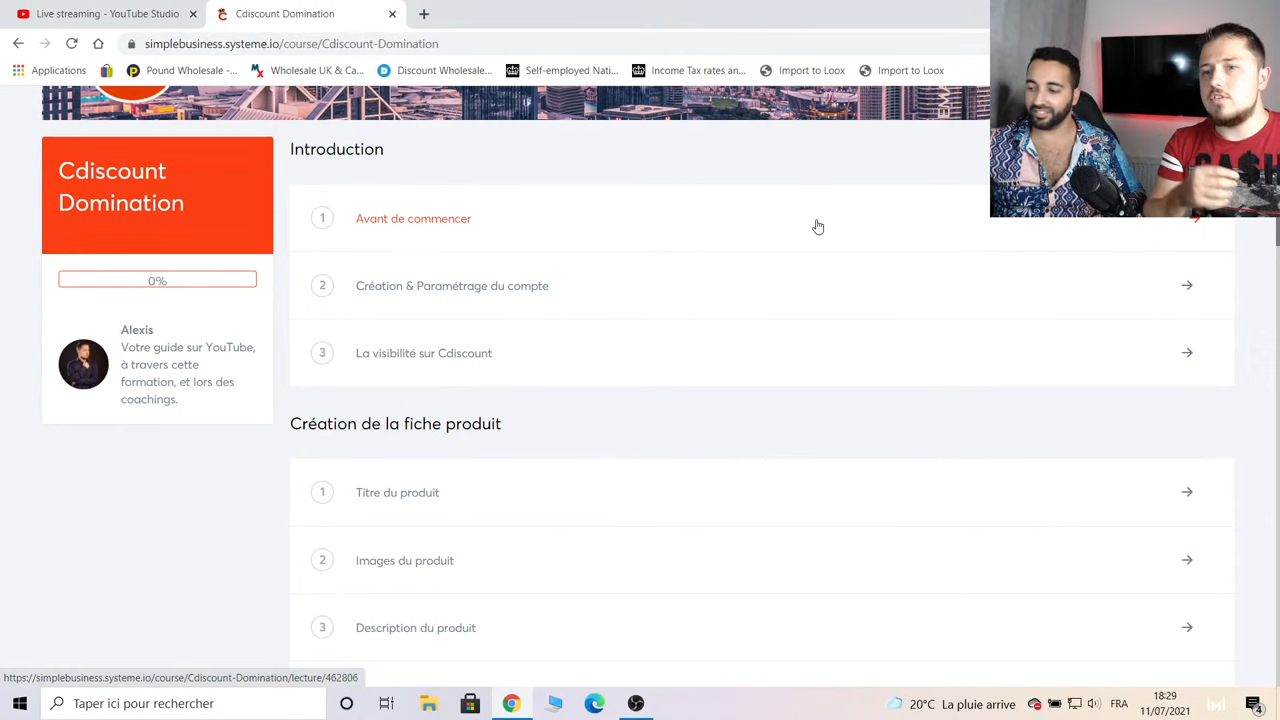 Live streaming - YouTube Studio
Cdiscount Domination
simplebusiness.systeme.io/course/Cdiscount-Domination
Applications
Pound Wholesale -...
Wholesale UK & Ca...
Discount Wholesale...
Self-employed Nati...
Income Tax rates an...
Import to Loox
Import to Loox
Cdiscount
Domination
0%
Alexis
Votre guide sur YouTube,
à travers cette
formation, et lors des
coachings.
Introduction
1 Avant de commencer
2 Création & Paramétrage du compte
3 La visibilité sur Cdiscount
Création de la fiche produit
1 Titre du produit
2 Images du produit
3 Description du produit
CA$H
https://simplebusiness.systeme.io/course/Cdiscount-Domination/lecture/462806
Taper ici pour rechercher
20°C La pluie arrive
FRA
18:29
11/07/2021
4